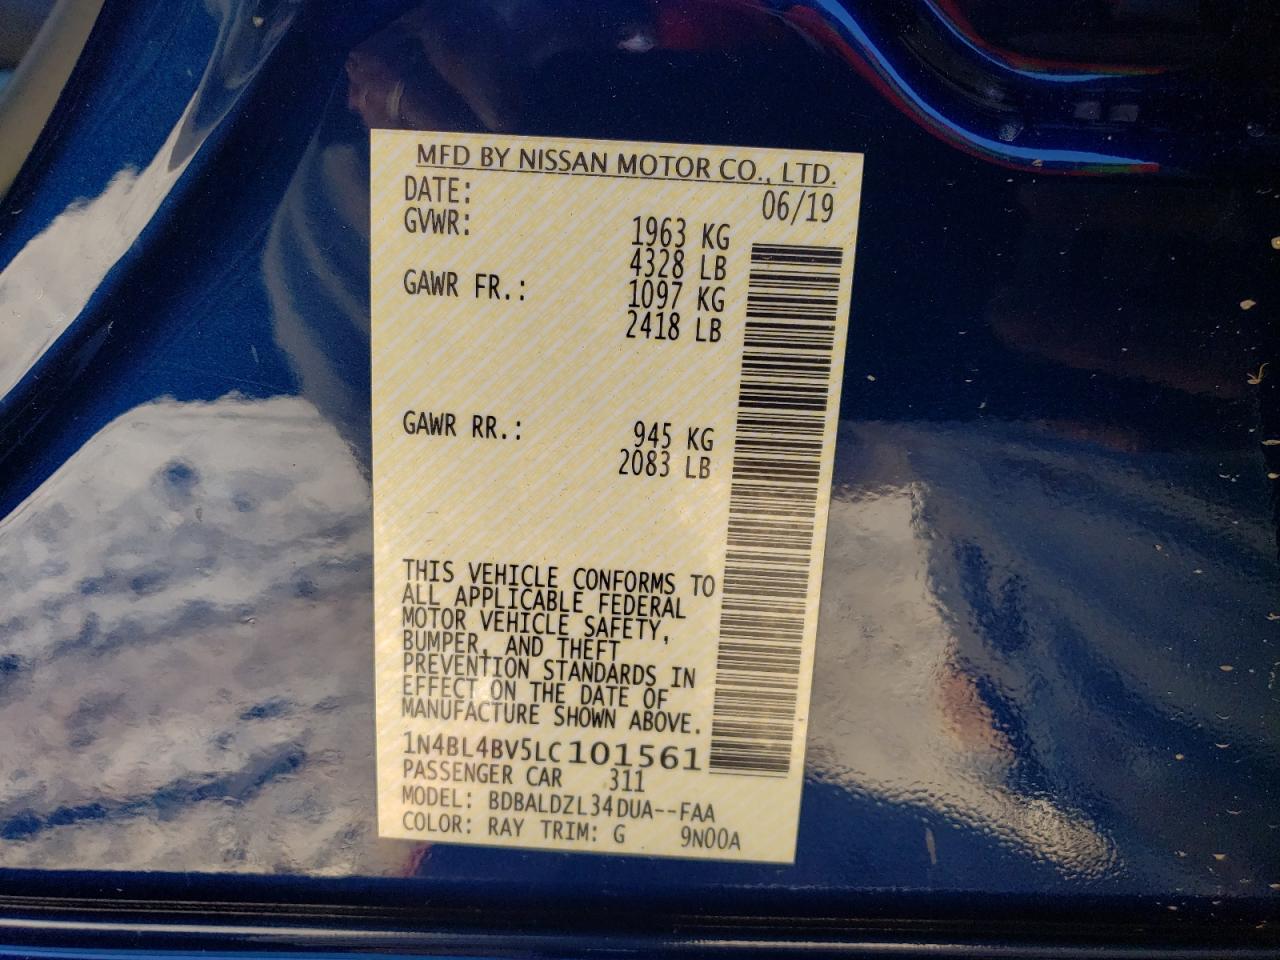 MFD BY NISSAN MOTOR CO., LTD.
DATE: 06/19
GVWR: 1963 KG
4328 LB
GAWR FR.: 1097 KG
2418 LB
GAWR RR.: 945 KG
2083 LB
THIS VEHICLE CONFORMS TO
ALL APPLICABLE FEDERAL
MOTOR VEHICLE SAFETY,
BUMPER, AND THEFT
PREVENTION STANDARDS IN
EFFECT ON THE DATE OF
MANUFACTURE SHOWN ABOVE.
1N4BL4BV5LC101561
PASSENGER CAR 311
MODEL: BDBALDZL34DUA--FAA
COLOR: RAY TRIM: G 9N00A